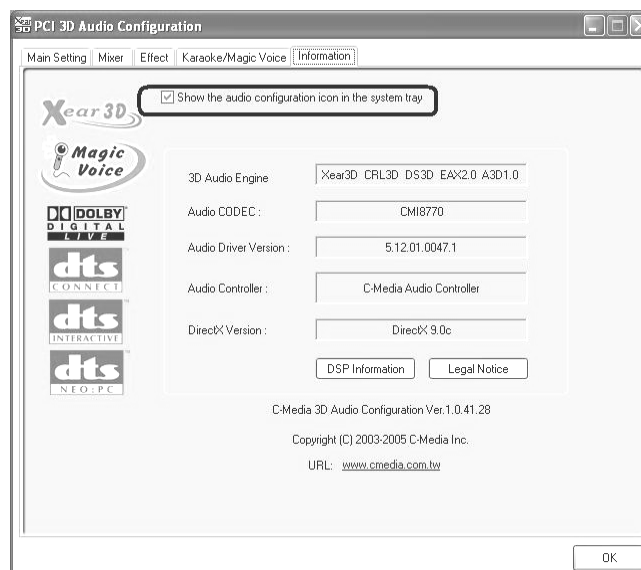 Xear 3D PCI 3D Audio Configuration
Main Setting Mixer Effect Karaoke/Magic Voice Information
Show the audio configuration icon in the system tray
Xear 3D
Magic
Voice
DOLBY
DIGITAL
LIVE
dts
CONNECT
dts
INTERACTIVE
dts
NEO:PC
3D Audio Engine Xear3D CRL3D DS3D EAX2.0 A3D1.0
Audio CODEC : CMI8770
Audio Driver Version : 5.12.01.0047.1
Audio Controller : C-Media Audio Controller
DirectX Version : DirectX 9.0c
DSP Information Legal Notice
C-Media 3D Audio Configuration Ver.1.0.41.28
Copyright (C) 2003-2005 C-Media Inc.
URL: www.cmedia.com.tw
OK